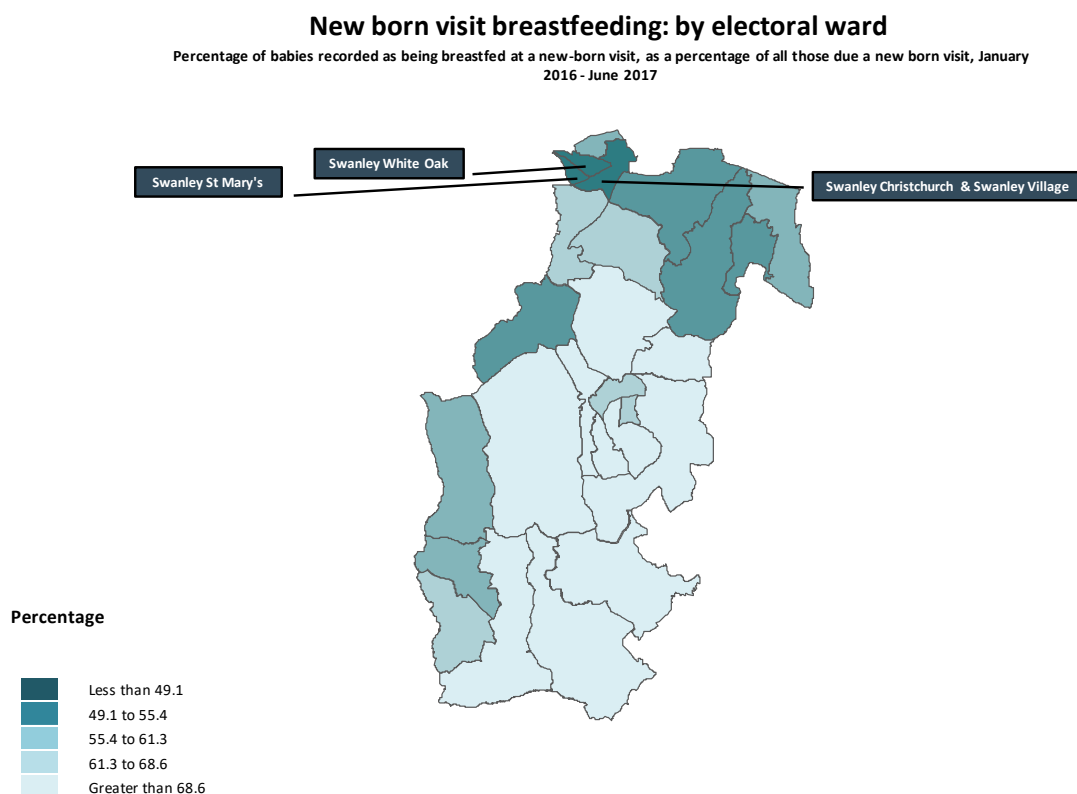 New born visit breastfeeding: by electoral ward
Percentage of babies recorded as being breastfed at a new-born visit, as a percentage of all those due a new born visit, January
2016 - June 2017
Swanley White Oak
Swanley St Mary's
Swanley Christchurch & Swanley Village
Percentage
Less than 49.1
49.1 to 55.4
55.4 to 61.3
61.3 to 68.6
Greater than 68.6